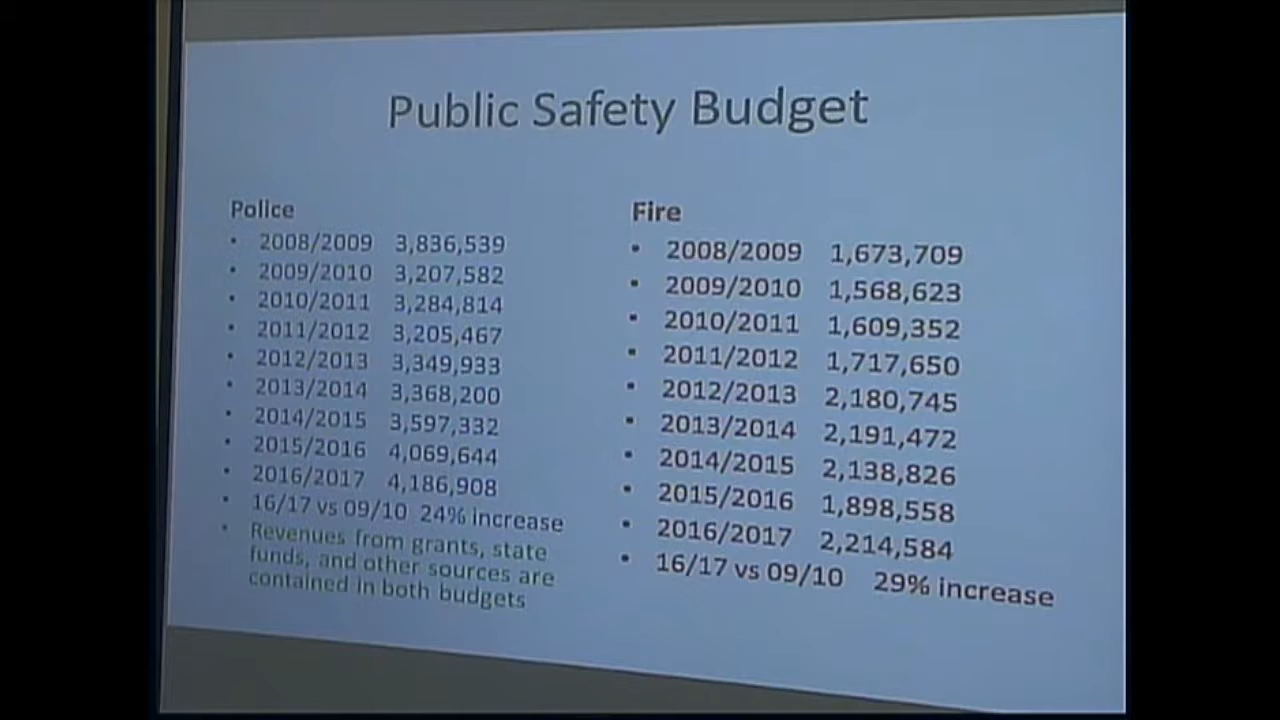 Public Safety Budget
Police
• 2008/2009 3,836,539
• 2009/2010 3,207,582
• 2010/2011 3,284,814
• 2011/2012 3,205,467
• 2012/2013 3,349,933
• 2013/2014 3,368,200
• 2014/2015 3,597,332
• 2015/2016 4,069,644
• 2016/2017 4,186,908
• 16/17 vs 09/10 24% increase
• Revenues from grants, state
funds, and other sources are
contained in both budgets
Fire
• 2008/2009 1,673,709
• 2009/2010 1,568,623
• 2010/2011 1,609,352
• 2011/2012 1,717,650
• 2012/2013 2,180,745
• 2013/2014 2,191,472
• 2014/2015 2,138,826
• 2015/2016 1,898,558
• 2016/2017 2,214,584
• 16/17 vs 09/10 29% increase